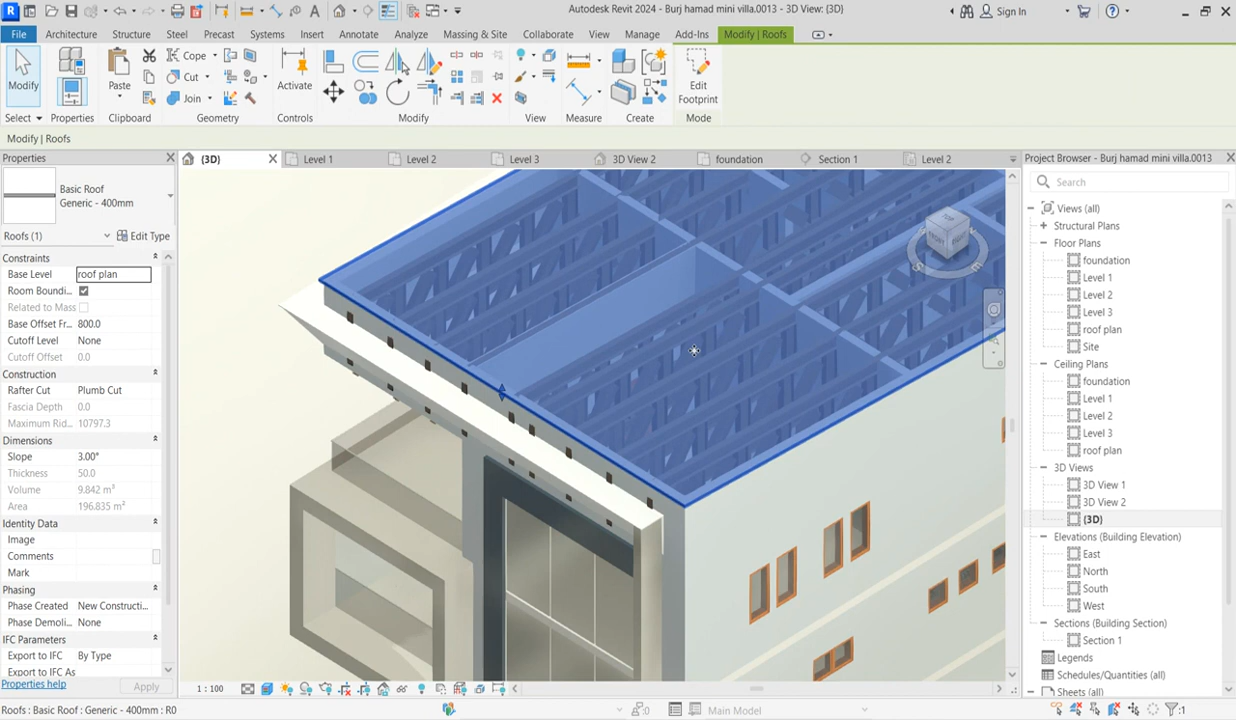 Autodesk Revit 2024 - Burj hamad mini villa.0013 - 3D View: {3D}
Sign In
File Architecture Structure Steel Precast Systems Insert Annotate Analyze Massing & Site Collaborate View Manage Add-Ins Modify | Roofs
Modify
Properties
Paste
Cope
Cut
Join
Activate
Edit
Footprint
Select Properties Clipboard Geometry Controls Modify View Measure Create Mode
Modify | Roofs
Properties
{3D} Level 1 Level 2 Level 3 3D View 2 foundation Section 1 Level 2
Project Browser - Burj hamad mini villa.0013
Basic Roof
Generic - 400mm
Roofs (1)
Edit Type
Constraints
Base Level roof plan
Room Boundi...
Related to Mass
Base Offset Fr... 800.0
Cutoff Level None
Cutoff Offset 0.0
Construction
Rafter Cut Plumb Cut
Fascia Depth 0.0
Maximum Rid... 10797.3
Dimensions
Slope 3.00°
Thickness 50.0
Volume 9.842 m³
Area 196.835 m²
Identity Data
Image
Comments
Mark
Phasing
Phase Created New Constructi...
Phase Demoli... None
IFC Parameters
Export to IFC By Type
Export to IFC As
Properties help
Apply
TOP
Search
Views (all)
Structural Plans
Floor Plans
foundation
Level 1
Level 2
Level 3
roof plan
Site
Ceiling Plans
foundation
Level 1
Level 2
Level 3
roof plan
3D Views
3D View 1
3D View 2
{3D}
Elevations (Building Elevation)
East
North
South
West
Sections (Building Section)
Section 1
Legends
Schedules/Quantities (all)
Sheets (all)
1 : 100
Roofs : Basic Roof : Generic - 400mm : R0
:0
Main Model
:1